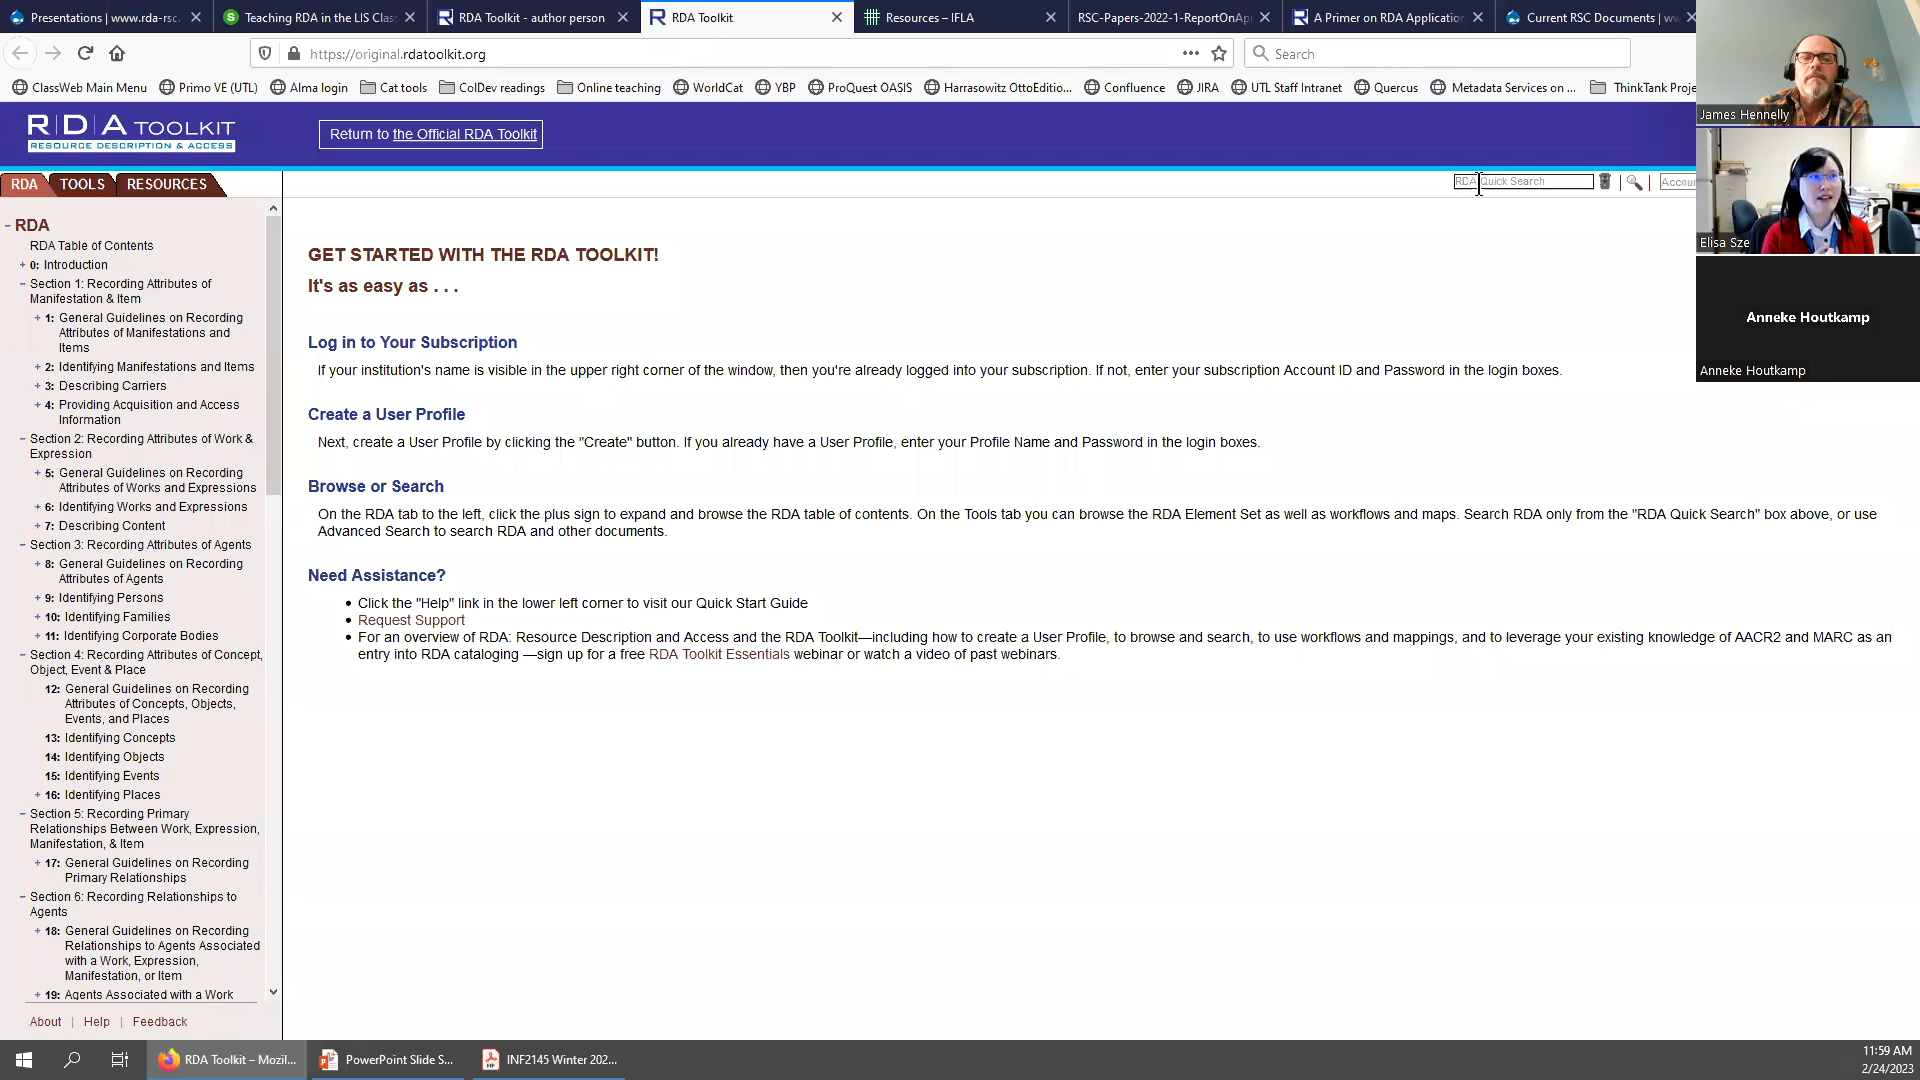 Presentations | www.rda-rsc.
Teaching RDA in the LIS Clas
RDA Toolkit - author person
RDA Toolkit
Resources – IFLA
RSC-Papers-2022-1-ReportOnAp
A Primer on RDA Application
Current RSC Documents | ww
https://original.rdatoolkit.org
Search
ClassWeb Main Menu
Primo VE (UTL)
Alma login
Cat tools
ColDev readings
Online teaching
WorldCat
YBP
ProQuest OASIS
Harrasowitz OttoEditio...
Confluence
JIRA
UTL Staff Intranet
Quercus
Metadata Services on ...
ThinkTank Proje
James Hennelly
Elisa Sze
Anneke Houtkamp
Anneke Houtkamp
R|D|A TOOLKIT
RESOURCE DESCRIPTION & ACCESS
Return to the Official RDA Toolkit
RDA
TOOLS
RESOURCES
RDA Quick Search
Accoun
- RDA
RDA Table of Contents
+ 0: Introduction
- Section 1: Recording Attributes of
Manifestation & Item
+ 1: General Guidelines on Recording
Attributes of Manifestations and
Items
+ 2: Identifying Manifestations and Items
+ 3: Describing Carriers
+ 4: Providing Acquisition and Access
Information
- Section 2: Recording Attributes of Work &
Expression
+ 5: General Guidelines on Recording
Attributes of Works and Expressions
+ 6: Identifying Works and Expressions
+ 7: Describing Content
- Section 3: Recording Attributes of Agents
+ 8: General Guidelines on Recording
Attributes of Agents
+ 9: Identifying Persons
+ 10: Identifying Families
+ 11: Identifying Corporate Bodies
- Section 4: Recording Attributes of Concept,
Object, Event & Place
12: General Guidelines on Recording
Attributes of Concepts, Objects,
Events, and Places
13: Identifying Concepts
14: Identifying Objects
15: Identifying Events
+ 16: Identifying Places
- Section 5: Recording Primary
Relationships Between Work, Expression,
Manifestation, & Item
+ 17: General Guidelines on Recording
Primary Relationships
- Section 6: Recording Relationships to
Agents
+ 18: General Guidelines on Recording
Relationships to Agents Associated
with a Work, Expression,
Manifestation, or Item
+ 19: Agents Associated with a Work
About | Help | Feedback
GET STARTED WITH THE RDA TOOLKIT!
It's as easy as . . .
Log in to Your Subscription
If your institution's name is visible in the upper right corner of the window, then you're already logged into your subscription. If not, enter your subscription Account ID and Password in the login boxes.
Create a User Profile
Next, create a User Profile by clicking the "Create" button. If you already have a User Profile, enter your Profile Name and Password in the login boxes.
Browse or Search
On the RDA tab to the left, click the plus sign to expand and browse the RDA table of contents. On the Tools tab you can browse the RDA Element Set as well as workflows and maps. Search RDA only from the "RDA Quick Search" box above, or use
Advanced Search to search RDA and other documents.
Need Assistance?
• Click the "Help" link in the lower left corner to visit our Quick Start Guide
• Request Support
• For an overview of RDA: Resource Description and Access and the RDA Toolkit—including how to create a User Profile, to browse and search, to use workflows and mappings, and to leverage your existing knowledge of AACR2 and MARC as an
entry into RDA cataloging —sign up for a free RDA Toolkit Essentials webinar or watch a video of past webinars.
RDA Toolkit – Mozil...
PowerPoint Slide S...
INF2145 Winter 202...
11:59 AM
2/24/2023